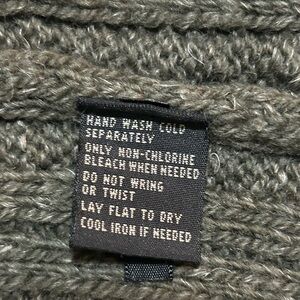 HAND WASH COLD
SEPARATELY
ONLY NON-CHLORINE
BLEACH WHEN NEEDED
DO NOT WRING
OR TWIST
LAY FLAT TO DRY
COOL IRON IF NEEDED